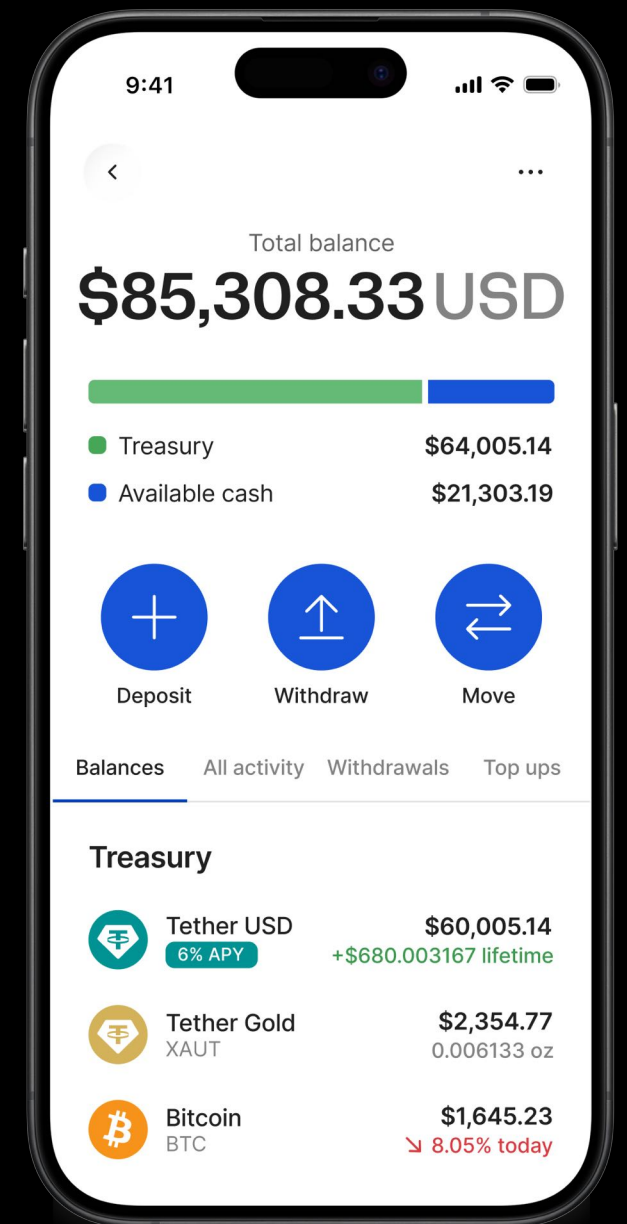 9:41
Total balance
$85,308.33 USD
Treasury $64,005.14
Available cash $21,303.19
Deposit Withdraw Move
Balances All activity Withdrawals Top ups
Treasury
Tether USD $60,005.14
6% APY +$680.003167 lifetime
Tether Gold $2,354.77
XAUT 0.006133 oz
Bitcoin $1,645.23
BTC ↘ 8.05% today